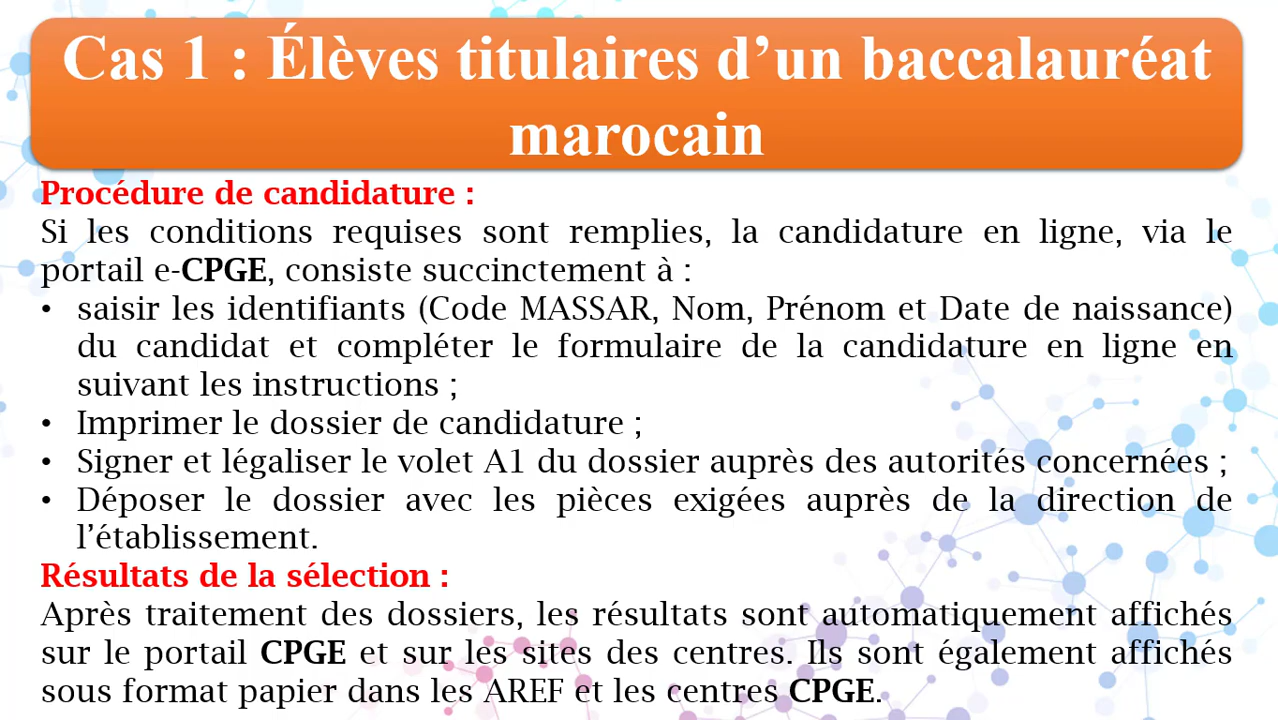 Cas 1 : Élèves titulaires d’un baccalauréat
marocain
Procédure de candidature :
Si les conditions requises sont remplies, la candidature en ligne, via le
portail e-CPGE, consiste succinctement à :
• saisir les identifiants (Code MASSAR, Nom, Prénom et Date de naissance)
du candidat et compléter le formulaire de la candidature en ligne en
suivant les instructions ;
• Imprimer le dossier de candidature ;
• Signer et légaliser le volet A1 du dossier auprès des autorités concernées ;
• Déposer le dossier avec les pièces exigées auprès de la direction de
l’établissement.
Résultats de la sélection :
Après traitement des dossiers, les résultats sont automatiquement affichés
sur le portail CPGE et sur les sites des centres. Ils sont également affichés
sous format papier dans les AREF et les centres CPGE.